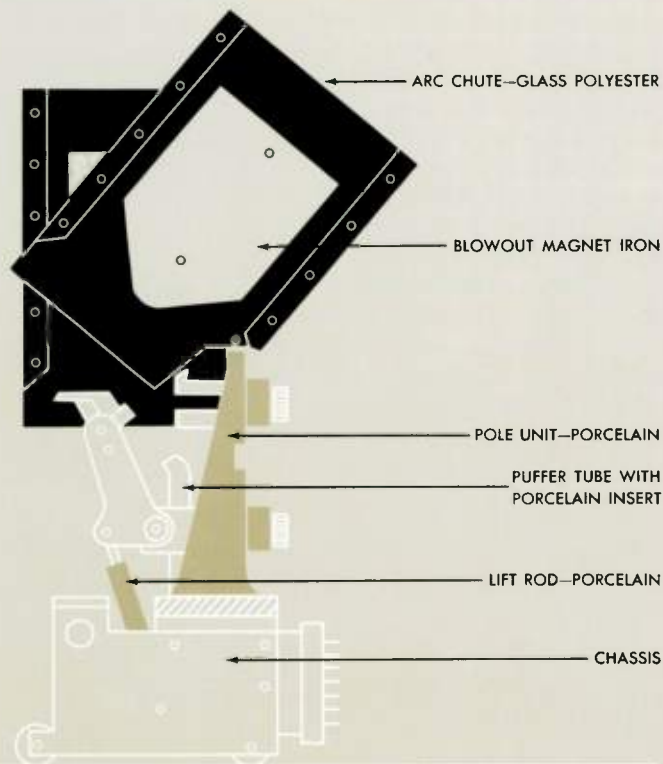 ARC CHUTE—GLASS POLYESTER
BLOWOUT MAGNET IRON
POLE UNIT—PORCELAIN
PUFFER TUBE WITH
PORCELAIN INSERT
LIFT ROD—PORCELAIN
CHASSIS